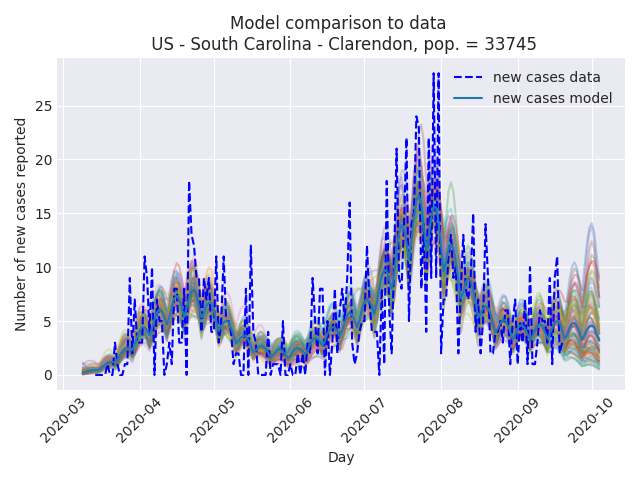 Model comparison to data
US - South Carolina - Clarendon, pop. = 33745
new cases data
new cases model
Number of new cases reported
25
20
15
10
5
0
2020-03
2020-04
2020-05
2020-06
2020-07
2020-08
2020-09
2020-10
Day